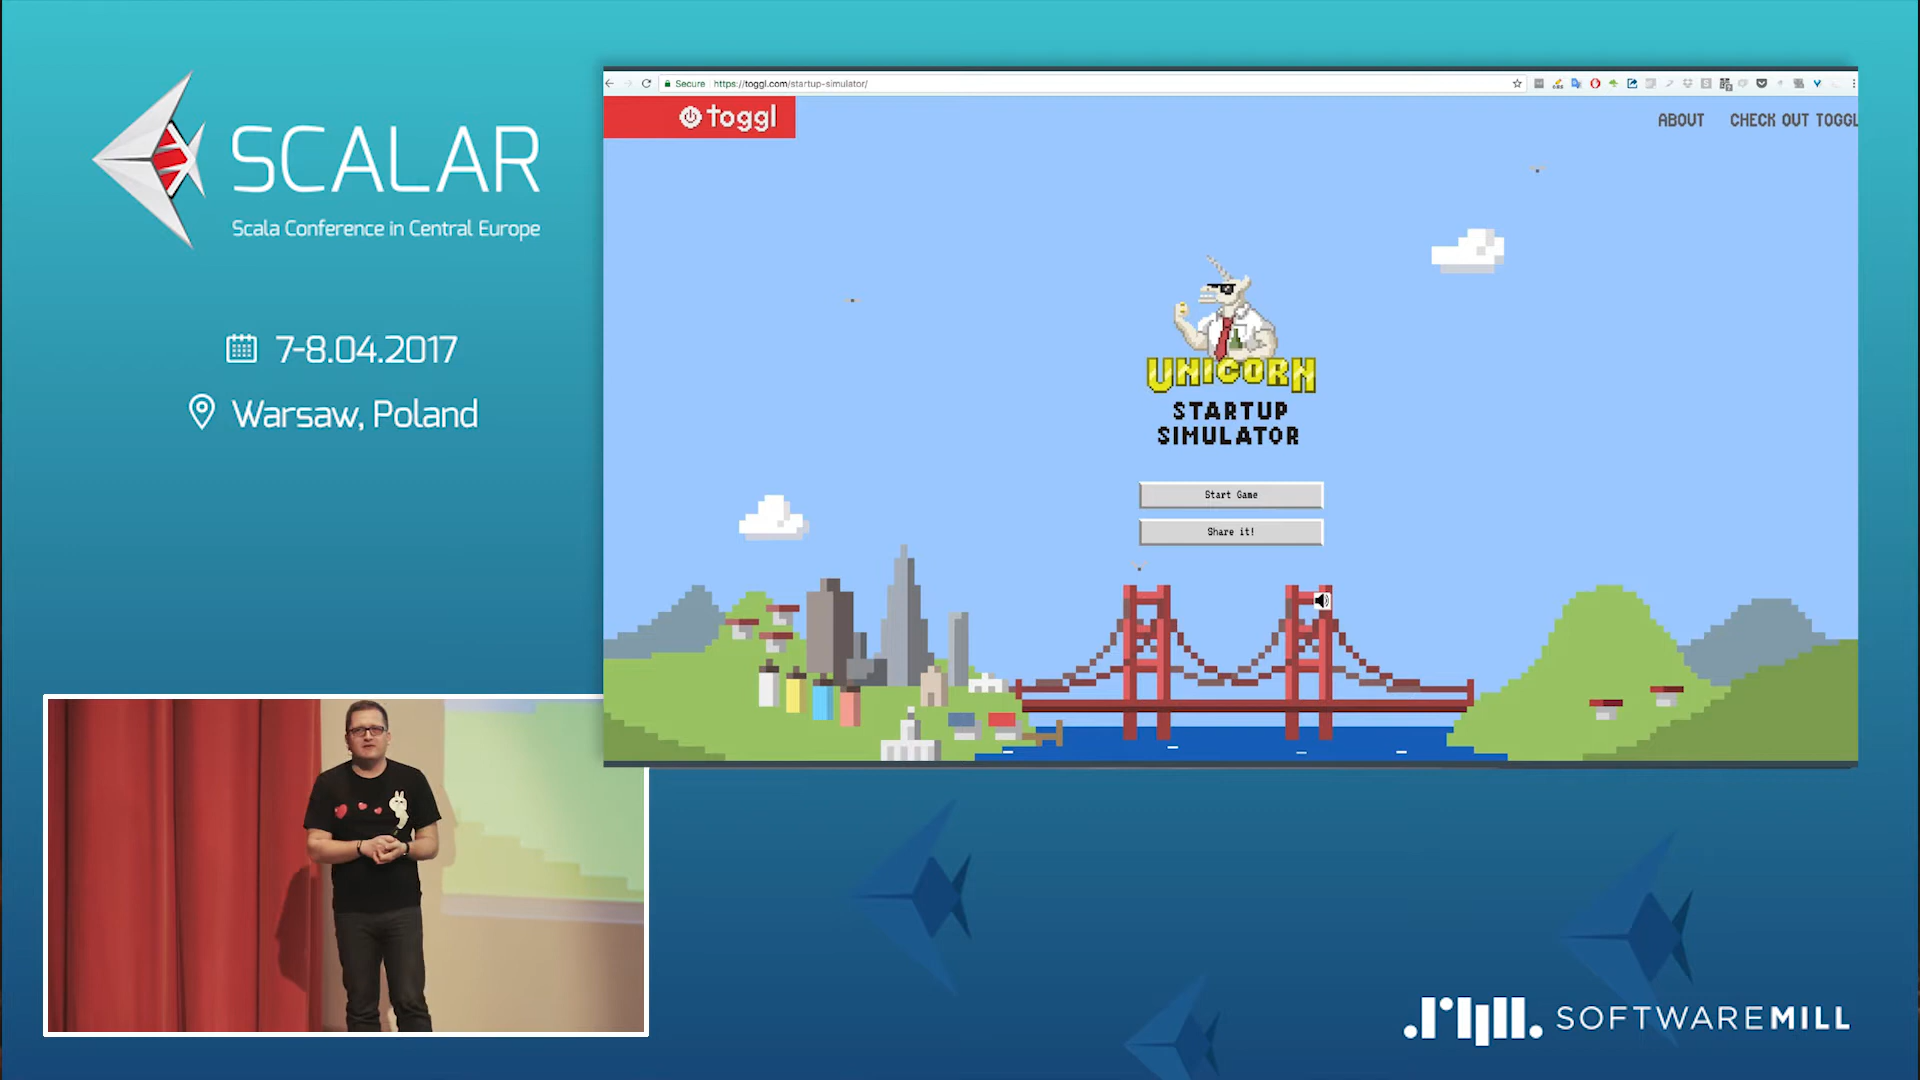 SCALAR
Scala Conference in Central Europe
7-8.04.2017
Warsaw, Poland
Secure https://toggl.com/startup-simulator/
toggl
ABOUT CHECK OUT TOGGL
UNICORN
STARTUP
SIMULATOR
Start Game
Share it!
SOFTWAREMILL